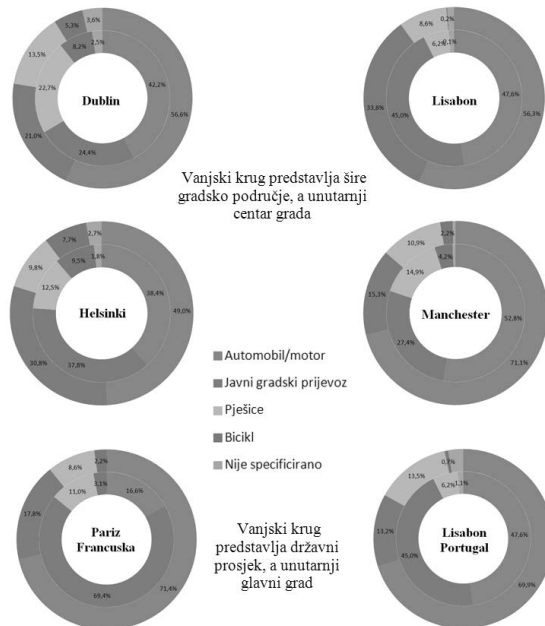 5,3%
3,6%
13,5%
8,2%
2,5%
22,7%
42,2%
Dublin
56,6%
21,0%
24,4%
8,6%
0,2%
6,2%
0,1%
Lisabon
47,6%
33,8%
45,0%
56,3%
Vanjski krug predstavlja šire
gradsko područje, a unutarnji
centar grada
7,7%
2,7%
9,8%
9,5%
1,8%
12,5%
38,4%
Helsinki
49,0%
30,8%
37,8%
2,2%
10,9%
4,2%
14,9%
15,3%
Manchester
52,8%
27,4%
71,1%
Automobil/motor
Javni gradski prijevoz
Pješice
Bicikl
Nije specificirano
2,2%
8,6%
3,1%
11,0%
17,8%
16,6%
Pariz
Francuska
69,4%
71,4%
Vanjski krug
predstavlja državni
prosjek, a unutarnji
glavni grad
0,7%
13,5%
6,2%
1,1%
13,2%
47,6%
Lisabon
Portugal
45,0%
69,9%